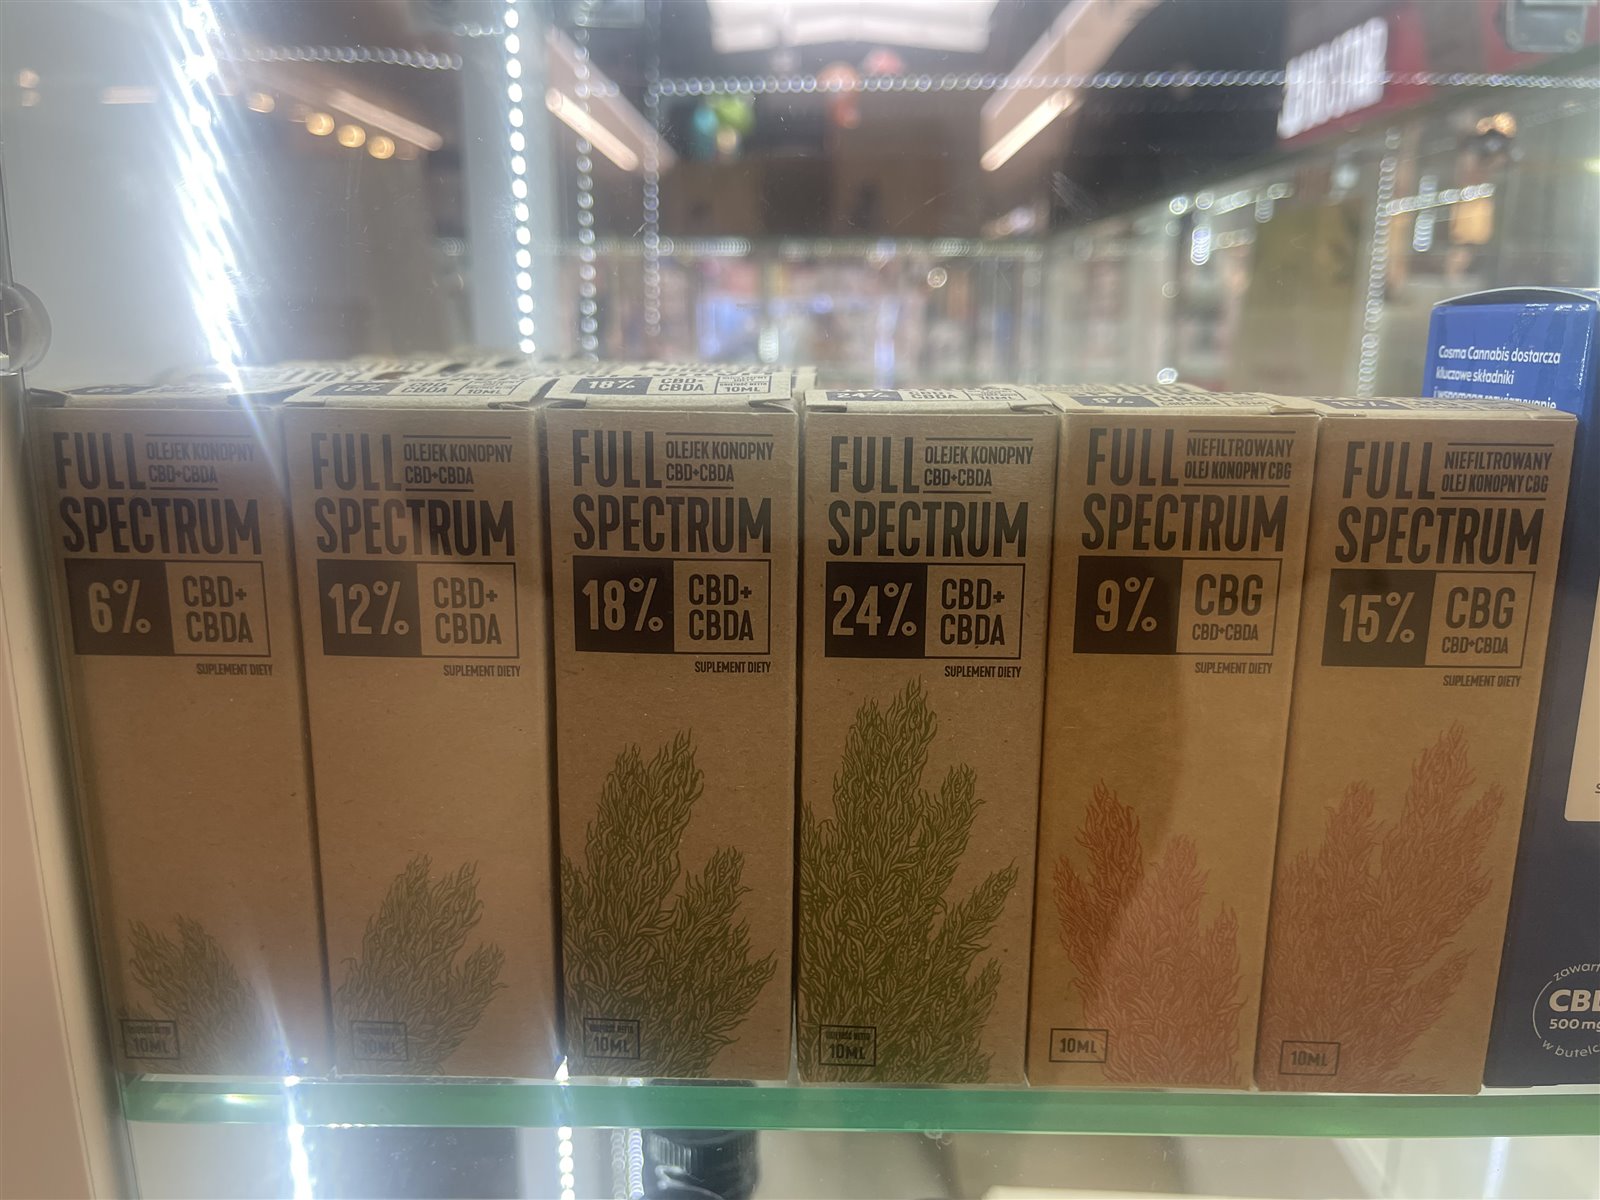 18% CBD+ CBDA 10ML
Cosma Cannabis dostarcza
kluczowe składniki
FULL OLEJEK KONOPNY
CBD+CBDA
SPECTRUM
6% CBD+
CBDA
SUPLEMENT DIETY
10ML
FULL OLEJEK KONOPNY
CBD+CBDA
SPECTRUM
12% CBD+
CBDA
SUPLEMENT DIETY
10ML
FULL OLEJEK KONOPNY
CBD+CBDA
SPECTRUM
18% CBD+
CBDA
SUPLEMENT DIETY
10ML
FULL OLEJEK KONOPNY
CBD+CBDA
SPECTRUM
24% CBD+
CBDA
SUPLEMENT DIETY
10ML
FULL NIEFILTROWANY
OLEJ KONOPNY CBG
SPECTRUM
9% CBG
CBD+CBDA
SUPLEMENT DIETY
10ML
FULL NIEFILTROWANY
OLEJ KONOPNY CBG
SPECTRUM
15% CBG
CBD+CBDA
SUPLEMENT DIETY
10ML
500 mg